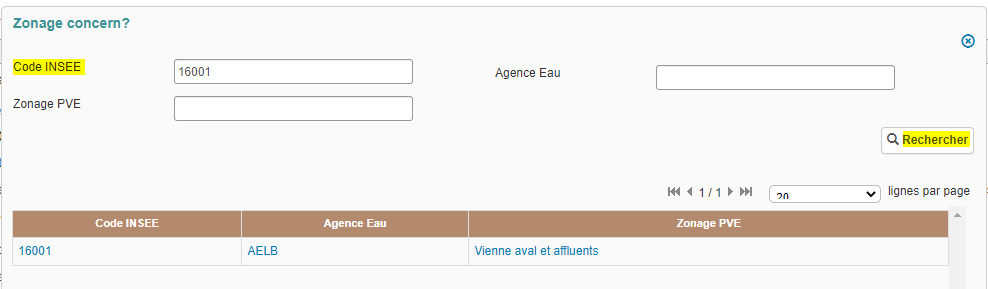 Zonage concern?
Code INSEE 16001 Agence Eau
Zonage PVE
Rechercher
1 / 1 20 lignes par page
Code INSEE Agence Eau Zonage PVE
16001 AELB Vienne aval et affluents